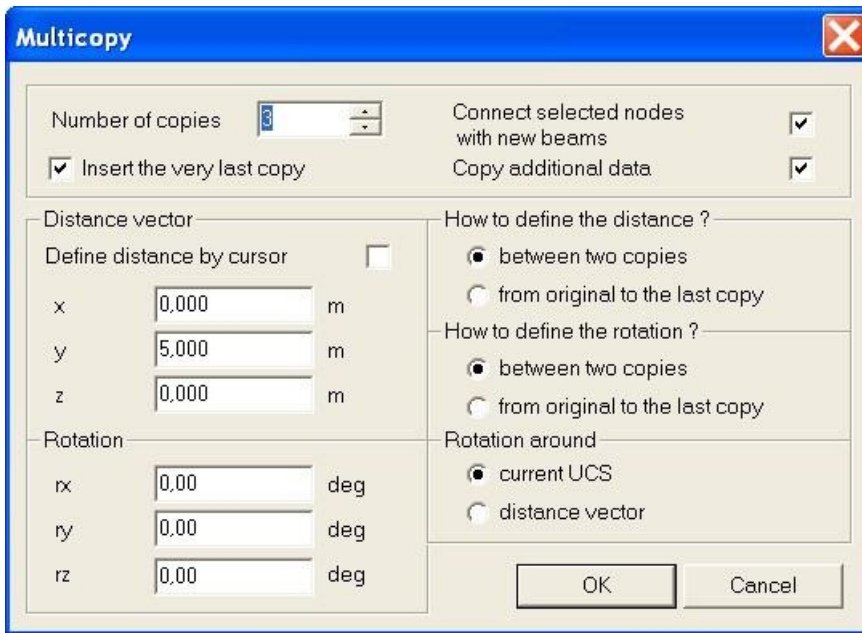 Multicopy
Number of copies 3
Insert the very last copy
Connect selected nodes
with new beams
Copy additional data
Distance vector
Define distance by cursor
x 0,000 m
y 5,000 m
z 0,000 m
Rotation
rx 0,00 deg
ry 0,00 deg
rz 0,00 deg
How to define the distance ?
between two copies
from original to the last copy
How to define the rotation ?
between two copies
from original to the last copy
Rotation around
current UCS
distance vector
OK Cancel